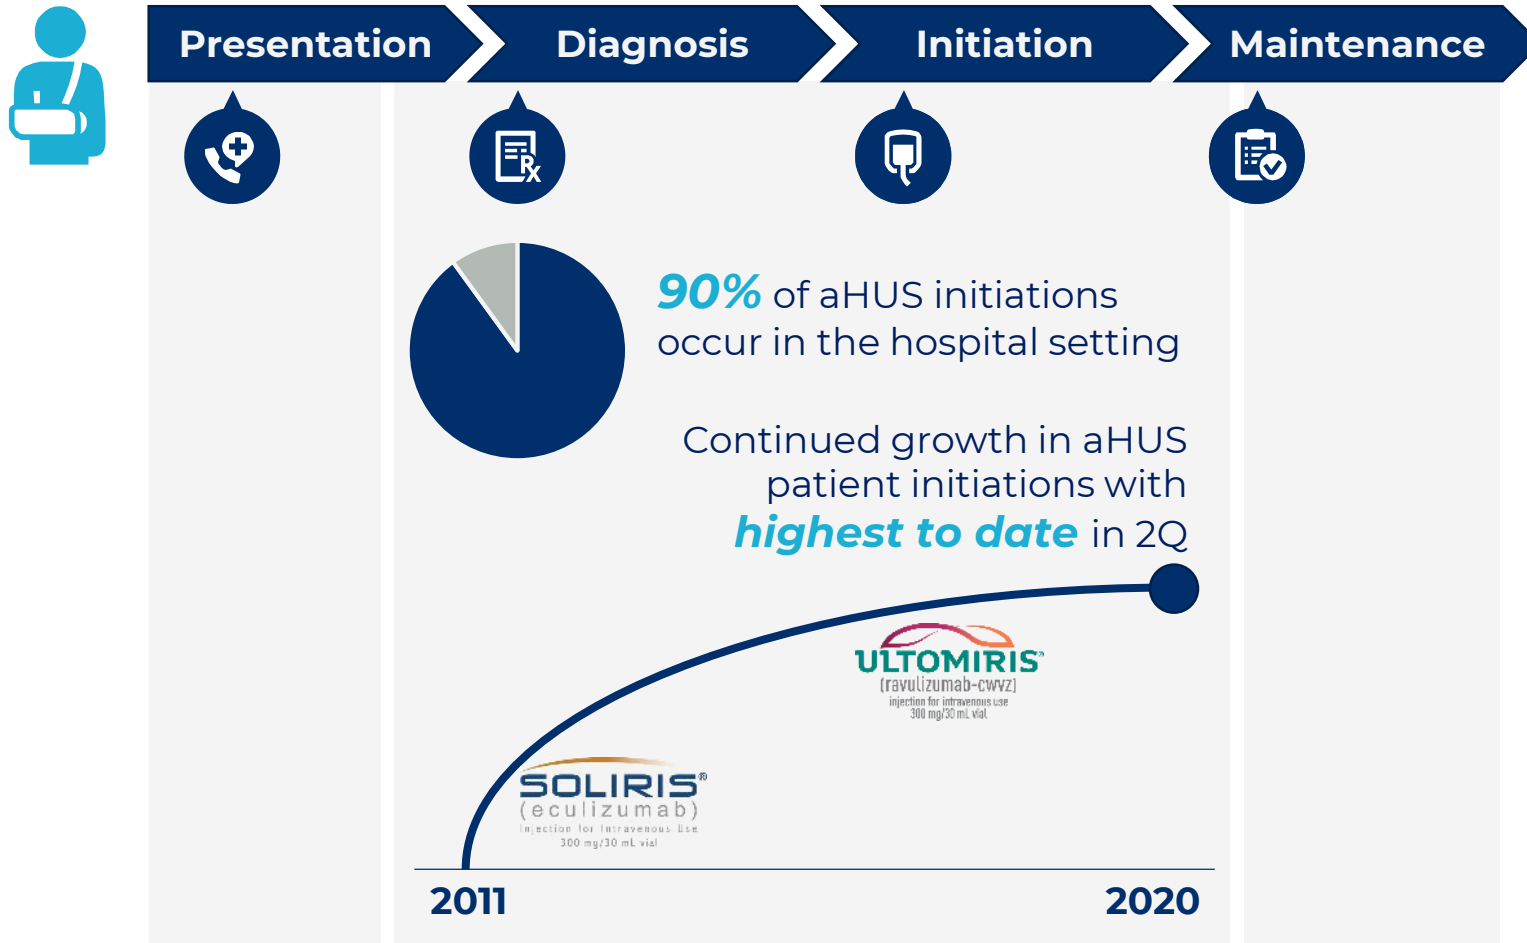 Presentation
Diagnosis
Initiation
Maintenance
Rx
90% of aHUS initiations
occur in the hospital setting
Continued growth in aHUS
patient initiations with
highest to date in 2Q
ULTOMIRIS®
(ravulizumab-cwvz)
injection for intravenous use
300 mg/30 mL vial
SOLIRIS®
(eculizumab)
Injection for Intravenous Use
300 mg/30 mL vial
2011
2020